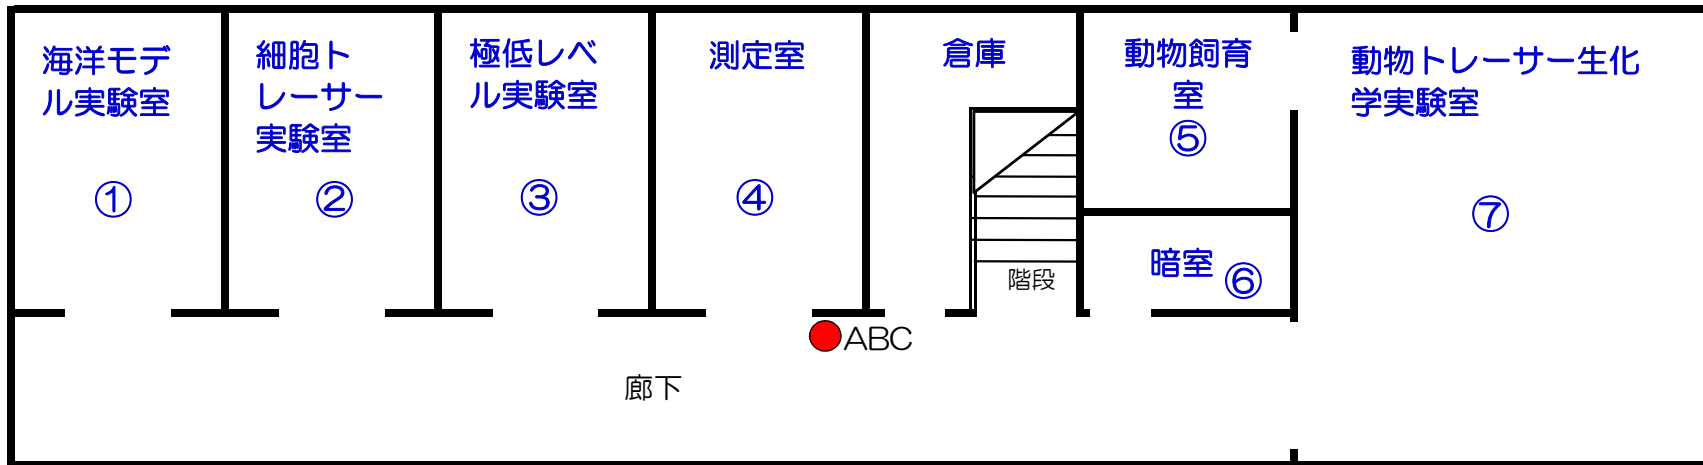 海洋モデ
ル実験室
①
細胞ト
レーサー
実験室
②
極低レベ
ル実験室
③
測定室
④
倉庫
階段
動物飼育
室
⑤
暗室 ⑥
動物トレーサー生化
学実験室
⑦
ABC
廊下